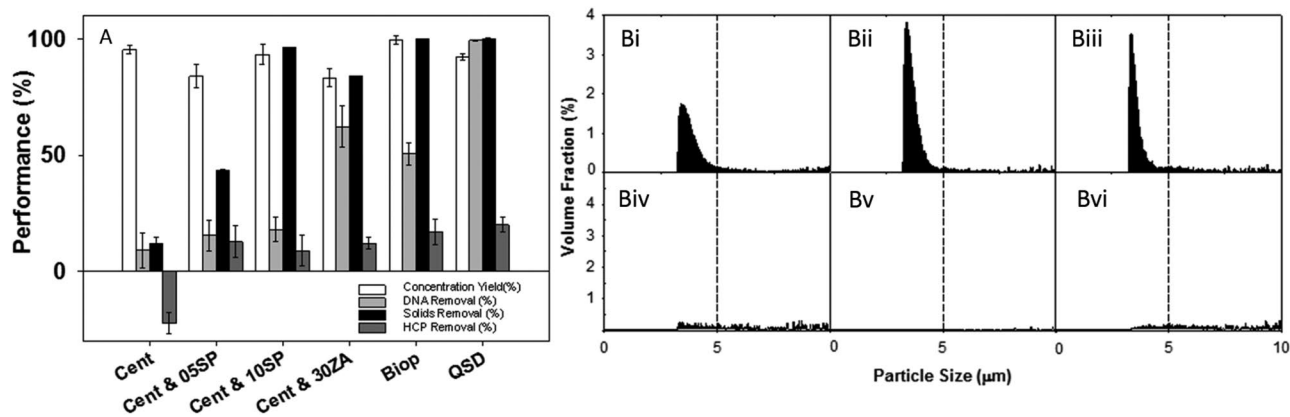 A
Performance (%)
100
50
0
Concentration Yield(%)
DNA Removal (%)
Solids Removal (%)
HCP Removal (%)
Cent
Cent & 05SP
Cent & 10SP
Cent & 30ZA
Biop
QSD
Volume Fraction (%)
4
3
2
1
0
4
3
2
1
Bi
Bii
Biii
Biv
Bv
Bvi
0
5
0
5
0
5
10
Particle Size (μm)